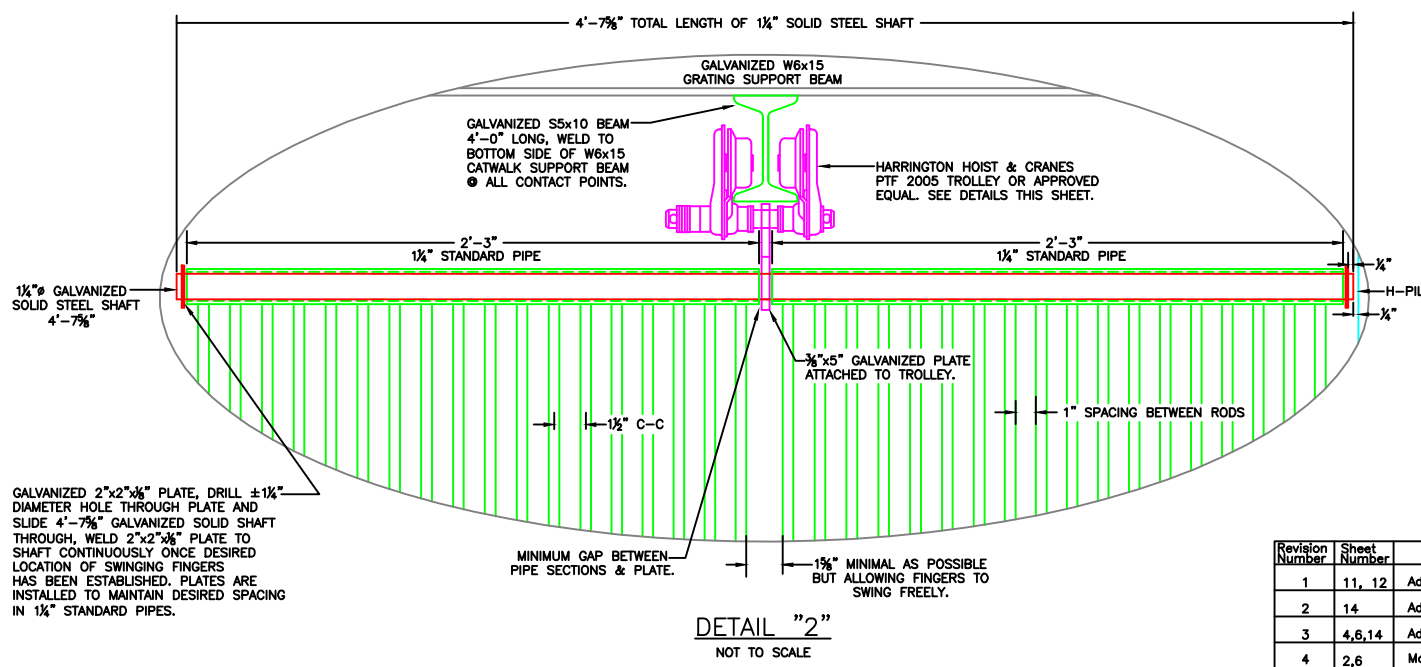 4'-7⅝" TOTAL LENGTH OF 1¼" SOLID STEEL SHAFT
GALVANIZED W6x15
GRATING SUPPORT BEAM
GALVANIZED S5x10 BEAM
4'-0" LONG, WELD TO
BOTTOM SIDE OF W6x15
CATWALK SUPPORT BEAM
@ ALL CONTACT POINTS.
HARRINGTON HOIST & CRANES
PTF 2005 TROLLEY OR APPROVED
EQUAL. SEE DETAILS THIS SHEET.
2'-3"
1¼" STANDARD PIPE
2'-3"
1¼" STANDARD PIPE
¼"
1¼"ø GALVANIZED
SOLID STEEL SHAFT
4'-7⅝"
H-PIL
¼"
⅜"x5" GALVANIZED PLATE
ATTACHED TO TROLLEY.
1½" C-C
1" SPACING BETWEEN RODS
GALVANIZED 2"x2"x⅛" PLATE, DRILL ±1¼"
DIAMETER HOLE THROUGH PLATE AND
SLIDE 4'-7⅝" GALVANIZED SOLID SHAFT
THROUGH, WELD 2"x2"x⅛" PLATE TO
SHAFT CONTINUOUSLY ONCE DESIRED
LOCATION OF SWINGING FINGERS
HAS BEEN ESTABLISHED. PLATES ARE
INSTALLED TO MAINTAIN DESIRED SPACING
IN 1¼" STANDARD PIPES.
MINIMUM GAP BETWEEN
PIPE SECTIONS & PLATE.
1⅝" MINIMAL AS POSSIBLE
BUT ALLOWING FINGERS TO
SWING FREELY.
DETAIL "2"
NOT TO SCALE
Revision Number Sheet Number
1 11, 12 Ad
2 14 Ad
3 4,6,14 Ad
4 2,6 Mo